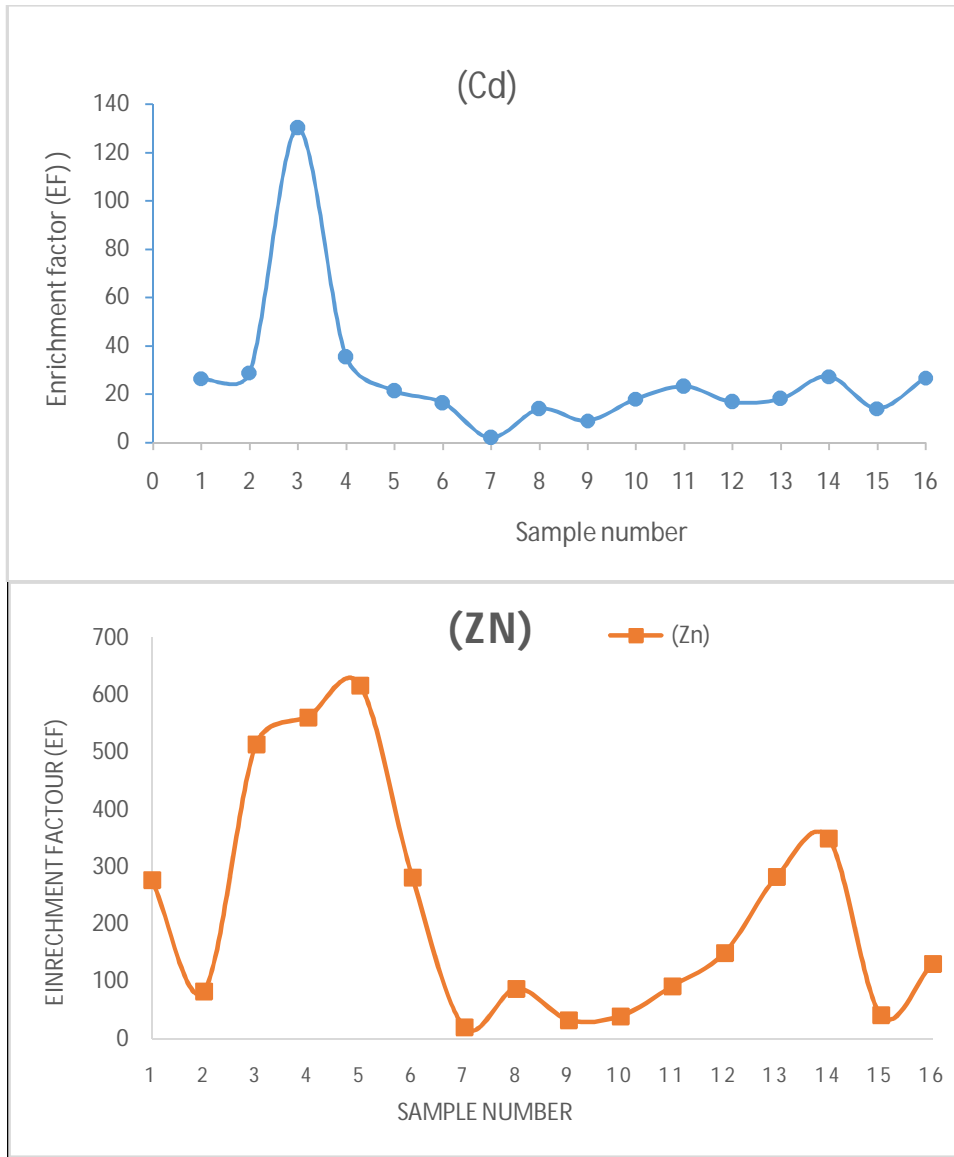 (Cd)
Enrichment factor (EF) )
140
120
100
80
60
40
20
0
0 1 2 3 4 5 6 7 8 9 10 11 12 13 14 15 16
Sample number
(ZN)
(Zn)
EINRECHMENT FACTOUR (EF)
700
600
500
400
300
200
100
0
1 2 3 4 5 6 7 8 9 10 11 12 13 14 15 16
SAMPLE NUMBER